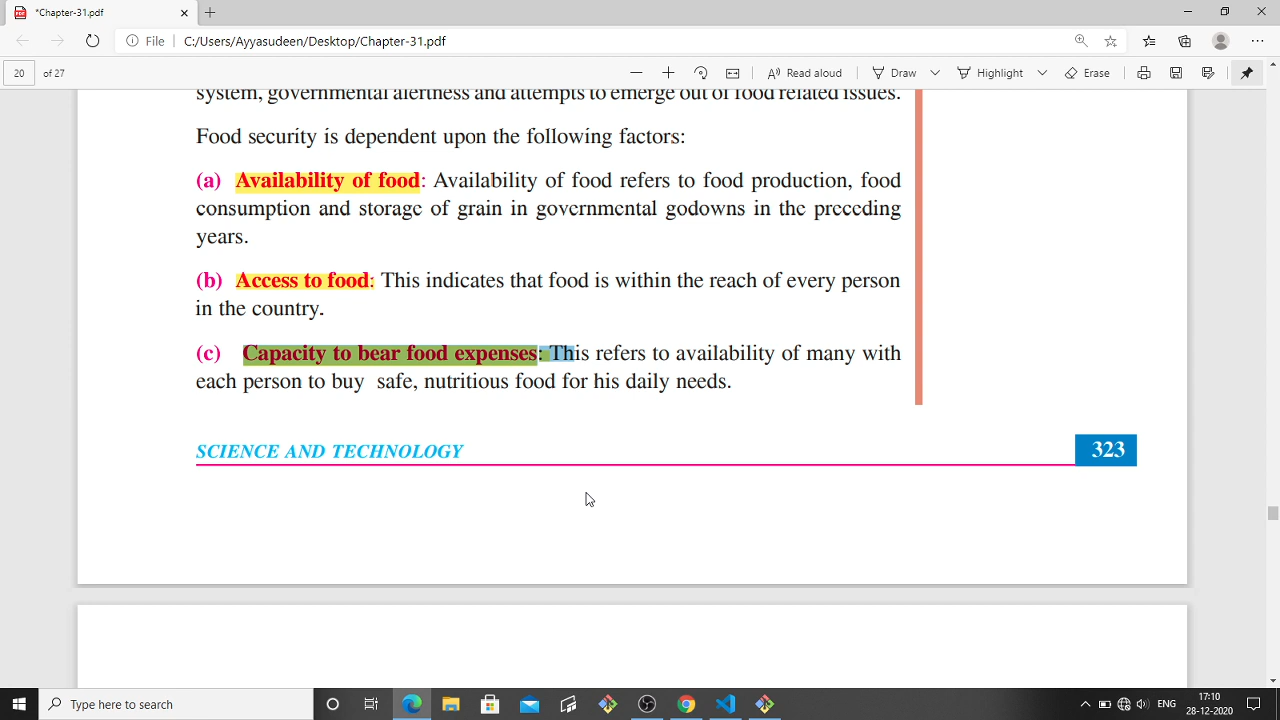 *Chapter-31.pdf
File | C:/Users/Ayyasudeen/Desktop/Chapter-31.pdf
20 of 27
Read aloud
Draw
Highlight
Erase
system, governmental alertness and attempts to emerge out of food related issues.
Food security is dependent upon the following factors:
(a) Availability of food: Availability of food refers to food production, food
consumption and storage of grain in governmental godowns in the preceding
years.
(b) Access to food: This indicates that food is within the reach of every person
in the country.
(c) Capacity to bear food expenses: This refers to availability of many with
each person to buy safe, nutritious food for his daily needs.
SCIENCE AND TECHNOLOGY
323
Type here to search
ENG
17:10
28-12-2020